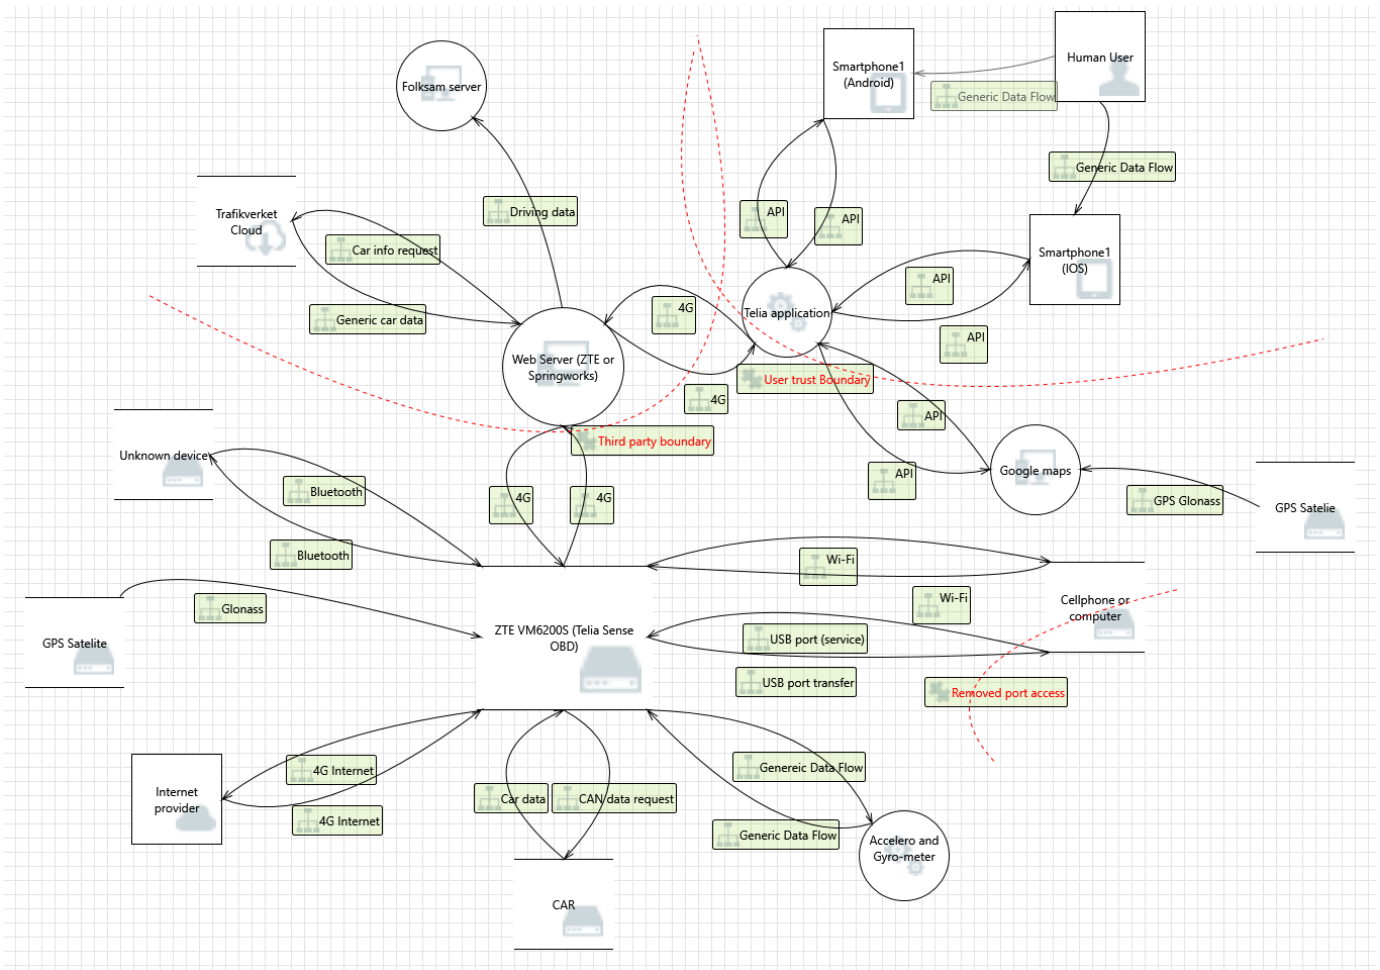 Human User
Smartphone1
(Android)
Generic Data Flow
Folksam server
Generic Data Flow
Trafikverket
Cloud
Driving data
API
API
Car info request
Smartphone1
(IOS)
API
4G
Telia application
Generic car data
API
Web Server (ZTE or
Springworks)
User trust Boundary
4G
API
Third party boundary
Unknown device
Google maps
API
Bluetooth
4G
4G
GPS Glonass
GPS Satelie
Bluetooth
Wi-Fi
Wi-Fi
Cellphone or
computer
Glonass
GPS Satelite
ZTE VM6200S (Telia Sense
OBD)
USB port (service)
USB port transfer
Removed port access
4G Internet
Genereic Data Flow
Internet
provider
Car data
CAN data request
4G Internet
Generic Data Flow
Accelero and
Gyro-meter
CAR